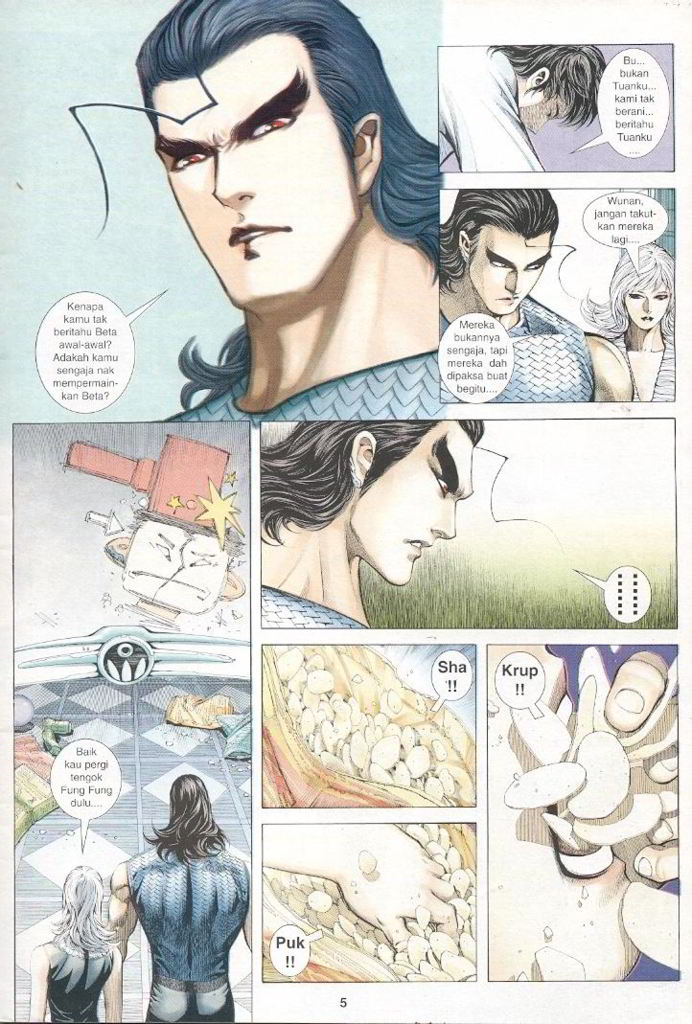 Kenapa
kamu tak
beritahu Beta
awal-awal?
Adakah kamu
sengaja nak
mempermain-
kan Beta?
Bu...
bukan
Tuanku...
kami tak
berani...
beritahu
Tuanku
....
Wunan,
jangan takut-
kan mereka
lagi....
Mereka
bukannya
sengaja, tapi
mereka dah
dipaksa buat
begitu....
Baik
kau pergi
tengok
Fung Fung
dulu....
Sha
!!
Krup
!!
Puk
!!
5